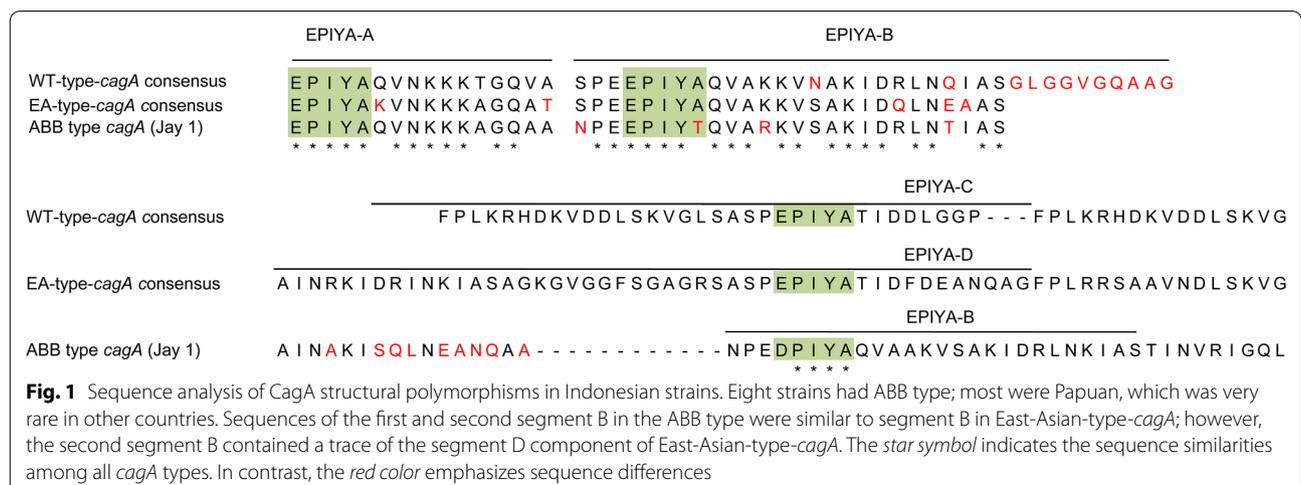 EPIYA-A EPIYA-B
WT-type-cagA consensus E P I Y A Q V N K K K T G Q V A S P E E P I Y A Q V A K K V N A K I D R L N Q I A S G L G G V G Q A A G
EA-type-cagA consensus E P I Y A K V N K K K A G Q A T S P E E P I Y A Q V A K K V S A K I D Q L N E A A S
ABB type cagA (Jay 1) E P I Y A Q V N K K K A G Q A A N P E E P I Y T Q V A R K V S A K I D R L N T I A S
* * * * * * * * * * * * * * * * * * * * * * * * * * * * * * * * *
EPIYA-C
WT-type-cagA consensus F P L K R H D K V D D L S K V G L S A S P E P I Y A T I D D L G G P - - - F P L K R H D K V D D L S K V G
EPIYA-D
EA-type-cagA consensus A I N R K I D R I N K I A S A G K G V G G F S G A G R S A S P E P I Y A T I D F D E A N Q A G F P L R R S A A V N D L S K V G
EPIYA-B
ABB type cagA (Jay 1) A I N A K I S Q L N E A N Q A A - - - - - - - - - - - - N P E D P I Y A Q V A A K V S A K I D R L N K I A S T I N V R I G Q L
* * * *
Fig. 1 Sequence analysis of CagA structural polymorphisms in Indonesian strains. Eight strains had ABB type; most were Papuan, which was very
rare in other countries. Sequences of the first and second segment B in the ABB type were similar to segment B in East-Asian-type-cagA; however,
the second segment B contained a trace of the segment D component of East-Asian-type-cagA. The star symbol indicates the sequence similarities
among all cagA types. In contrast, the red color emphasizes sequence differences